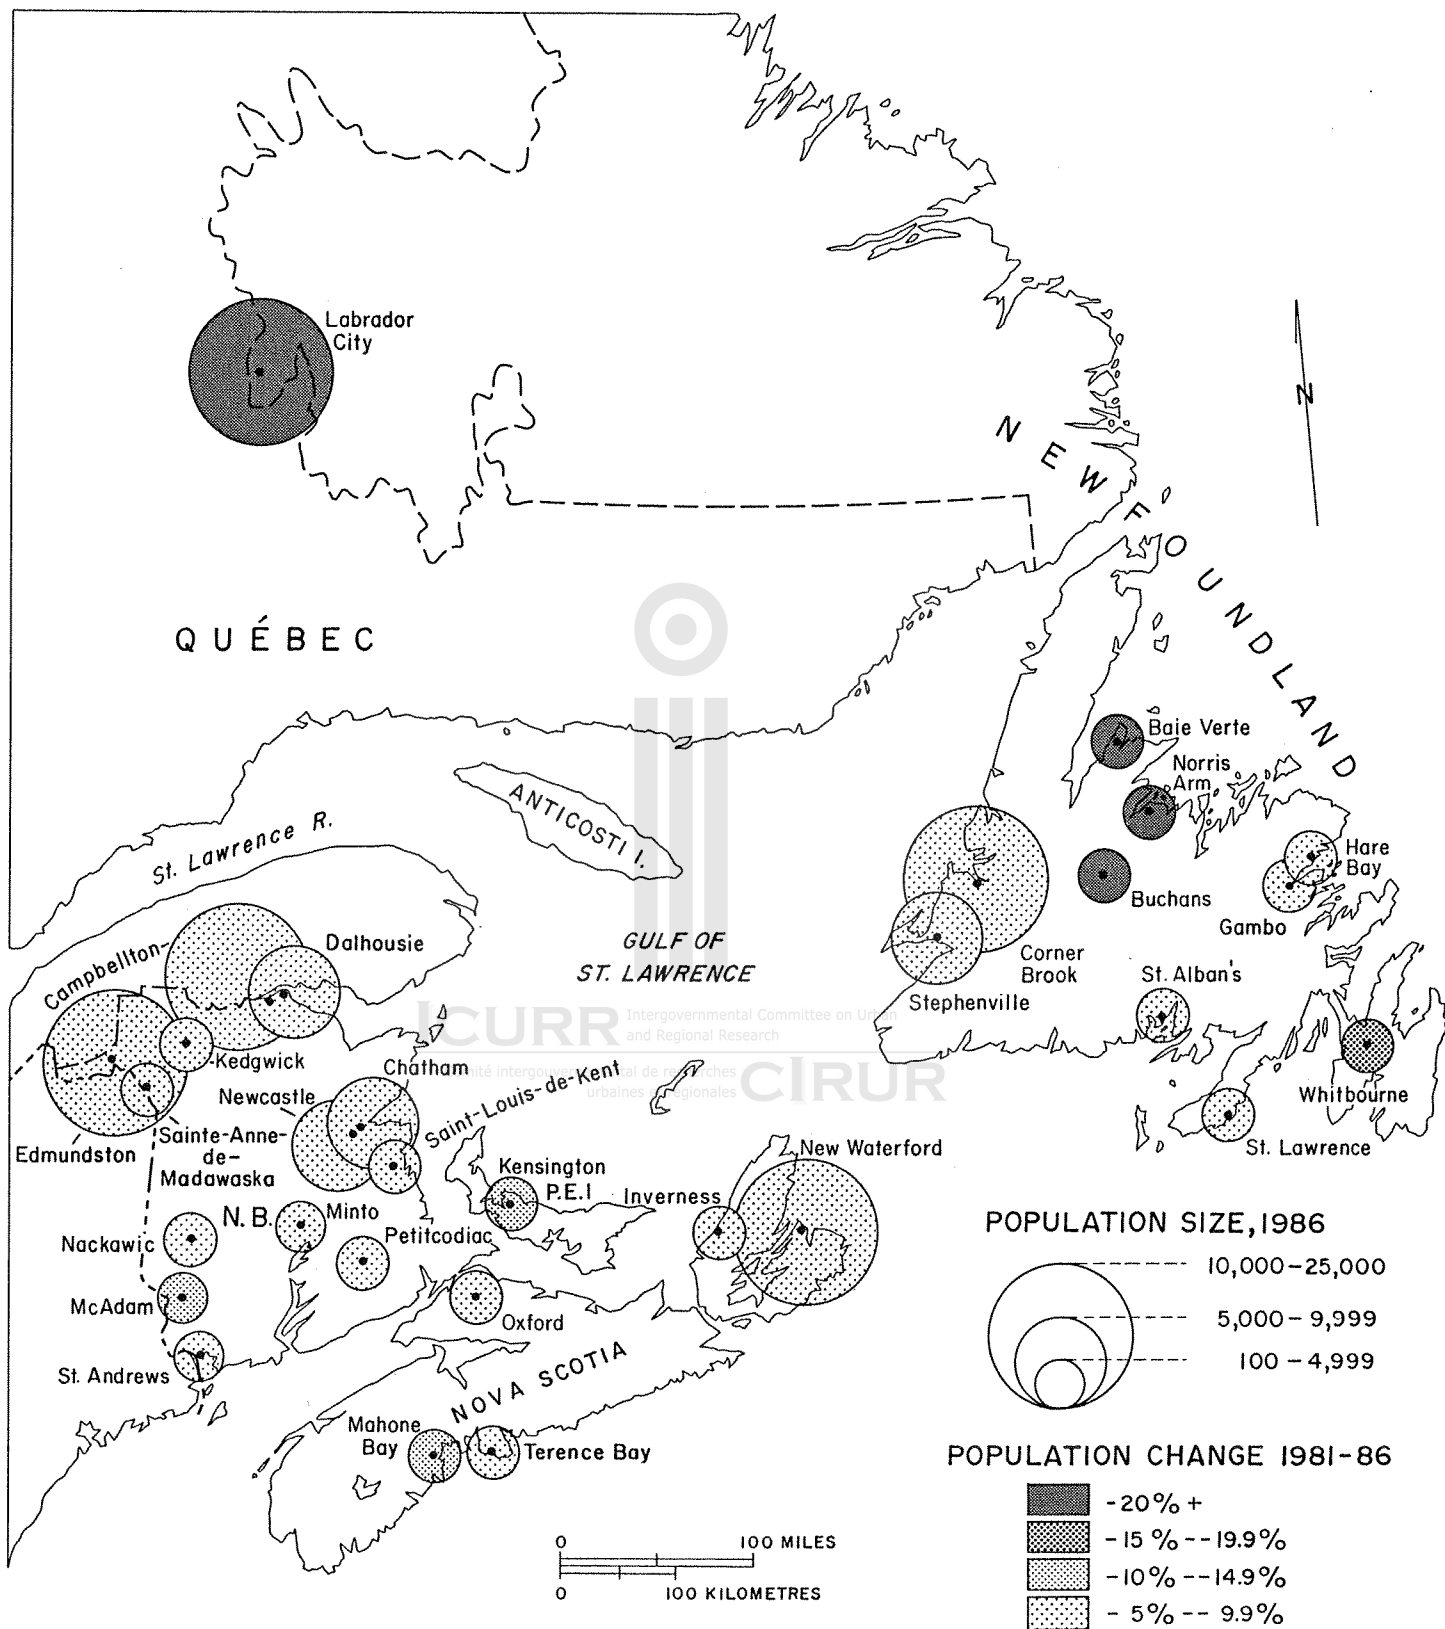 Labrador
City
N
NEWFOUNDLAND
QUÉBEC
Baie Verte
Norris
Arm
ANTICOSTI I.
St. Lawrence R.
Hare
Bay
Buchans
Gambo
Campbellton
Dalhousie
GULF OF
ST. LAWRENCE
Corner
Brook
St. Alban's
Stephenville
ICURR
Intergovernmental Committee on Urban
and Regional Research
Kedgwick
Chatham
urbaines et régionales
CIRUR
Newcastle
Saint-Louis-de-Kent
Whitbourne
Edmundston
Sainte-Anne-
de-
Madawaska
St. Lawrence
New Waterford
Kensington
P.E.I
Inverness
N.B.
Minto
Nackawic
Petitcodiac
McAdam
Oxford
St. Andrews
NOVA SCOTIA
Mahone
Bay
Terence Bay
POPULATION SIZE, 1986
10,000-25,000
5,000-9,999
100-4,999
POPULATION CHANGE 1981-86
-20% +
-15% --19.9%
-10% --14.9%
- 5% -- 9.9%
0 100 MILES
0 100 KILOMETRES